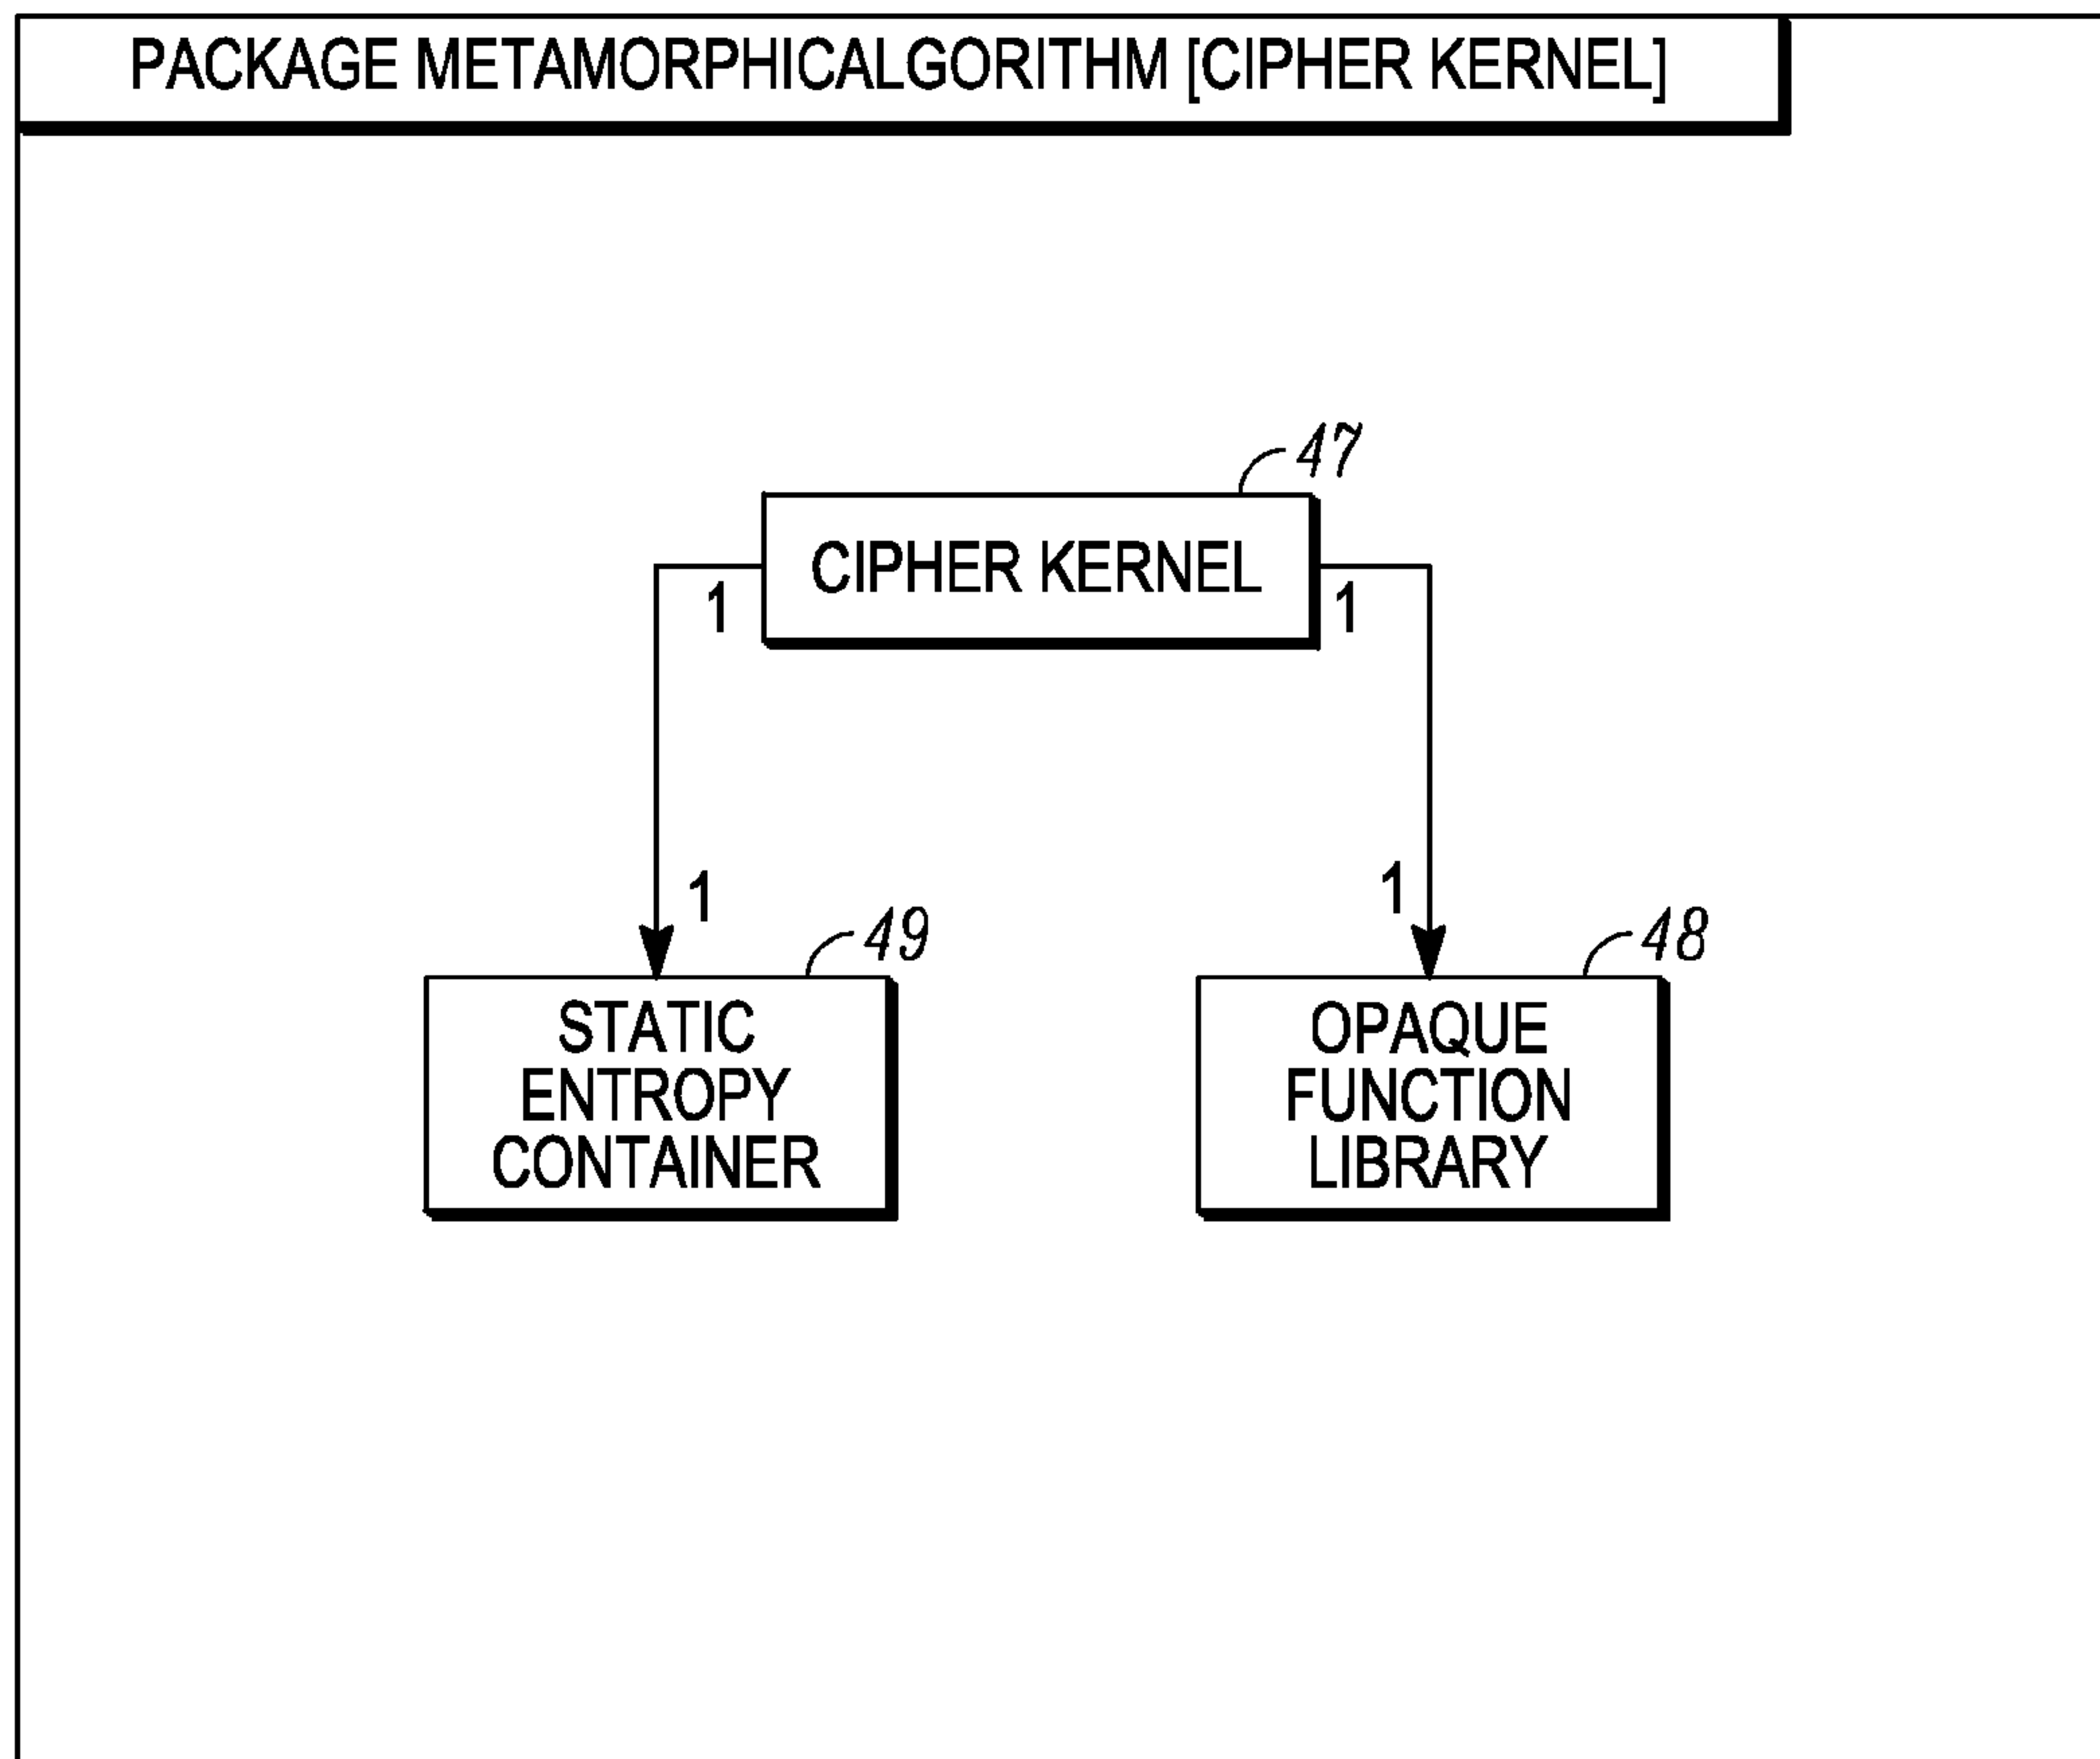 PACKAGE METAMORPHICALGORITHM [CIPHER KERNEL]
47
CIPHER KERNEL
1
1
1
1
49
48
STATIC
ENTROPY
CONTAINER
OPAQUE
FUNCTION
LIBRARY